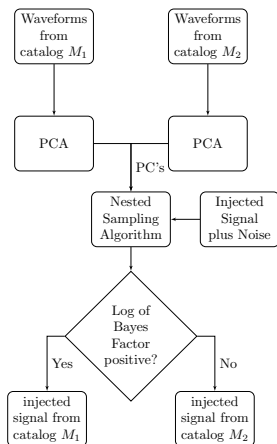 Waveforms
from
catalog M₁
Waveforms
from
catalog M₂
PCA
PCA
PC's
Nested
Sampling
Algorithm
Injected
Signal
plus Noise
Log of
Bayes
Factor
positive?
Yes
No
injected
signal from
catalog M₁
injected
signal from
catalog M₂